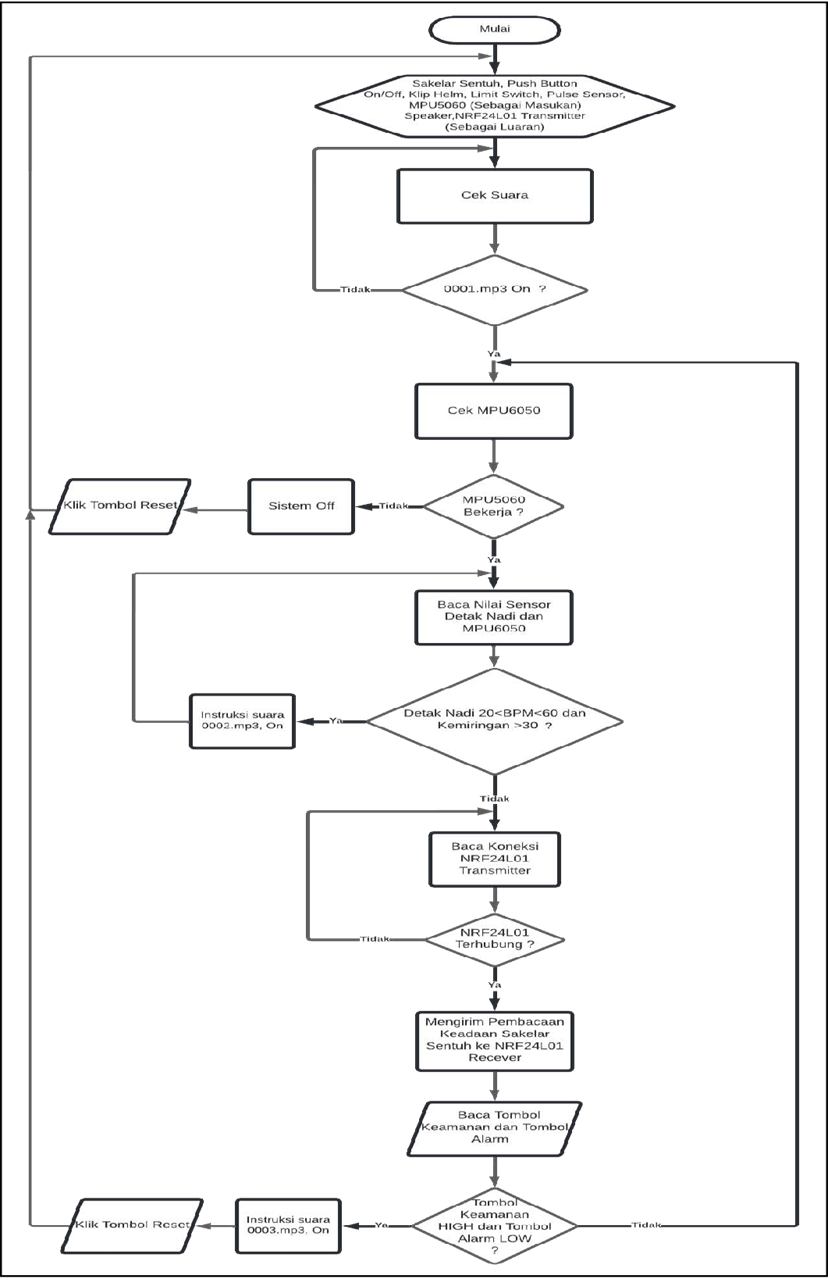 Mulai
Sakelar Sentuh, Push Button
On/Off, Klip Helm, Limit Switch, Pulse Sensor,
MPU5060 (Sebagai Masukan)
Speaker,NRF24L01 Transmitter
(Sebagai Luaran)
Cek Suara
0001.mp3 On ?
Tidak
Ya
Cek MPU6050
MPU5060
Bekerja ?
Tidak
Sistem Off
Klik Tombol Reset
Ya
Baca Nilai Sensor
Detak Nadi dan
MPU6050
Detak Nadi 20<BPM<60 dan
Kemiringan >30 ?
Ya
Instruksi suara
0002.mp3, On
Tidak
Baca Koneksi
NRF24L01
Transmitter
NRF24L01
Terhubung ?
Tidak
Ya
Mengirim Pembacaan
Keadaan Sakelar
Sentuh ke NRF24L01
Recever
Baca Tombol
Keamanan dan Tombol
Alarm
Tombol
Keamanan
HIGH dan Tombol
Alarm LOW
?
Ya
Instruksi suara
0003.mp3, On
Klik Tombol Reset
Tidak